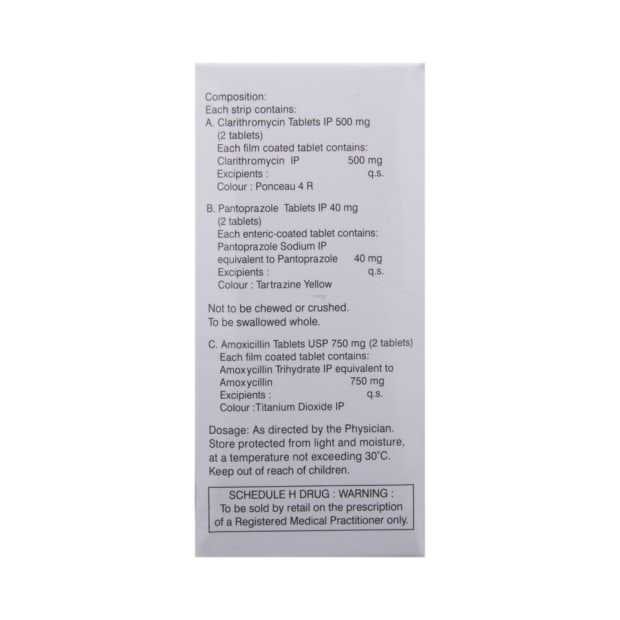 Composition:
Each strip contains:
A. Clarithromycin Tablets IP 500 mg
(2 tablets)
Each film coated tablet contains:
Clarithromycin IP 500 mg
Excipients : q.s.
Colour : Ponceau 4 R
B. Pantoprazole Tablets IP 40 mg
(2 tablets)
Each enteric-coated tablet contains:
Pantoprazole Sodium IP
equivalent to Pantoprazole 40 mg
Excipients : q.s.
Colour : Tartrazine Yellow
Not to be chewed or crushed.
To be swallowed whole.
C. Amoxicillin Tablets USP 750 mg (2 tablets)
Each film coated tablet contains:
Amoxycillin Trihydrate IP equivalent to
Amoxycillin 750 mg
Excipients : q.s.
Colour :Titanium Dioxide IP
Dosage: As directed by the Physician.
Store protected from light and moisture,
at a temperature not exceeding 30°C.
Keep out of reach of children.
SCHEDULE H DRUG : WARNING :
To be sold by retail on the prescription
of a Registered Medical Practitioner only.